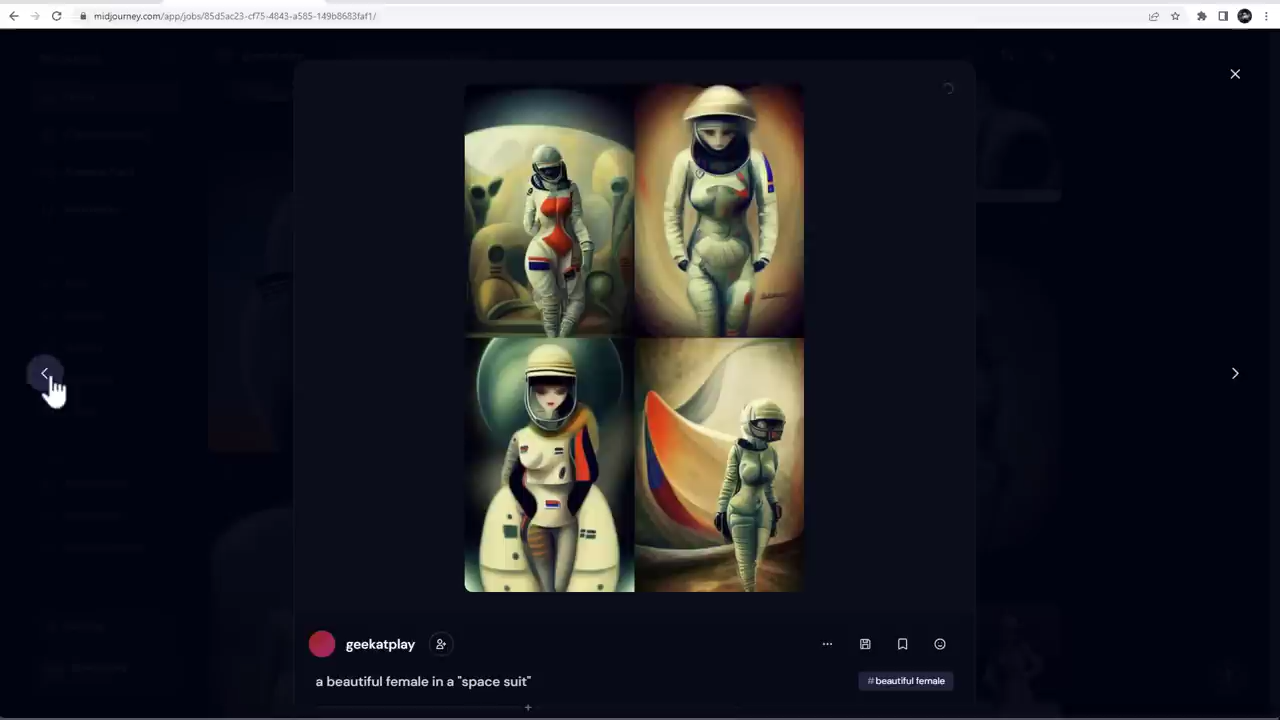 midjourney.com/app/jobs/85d5ac23-cf75-4843-a585-149b8683faf1/
geekatplay
a beautiful female in a "space suit"
#beautiful female